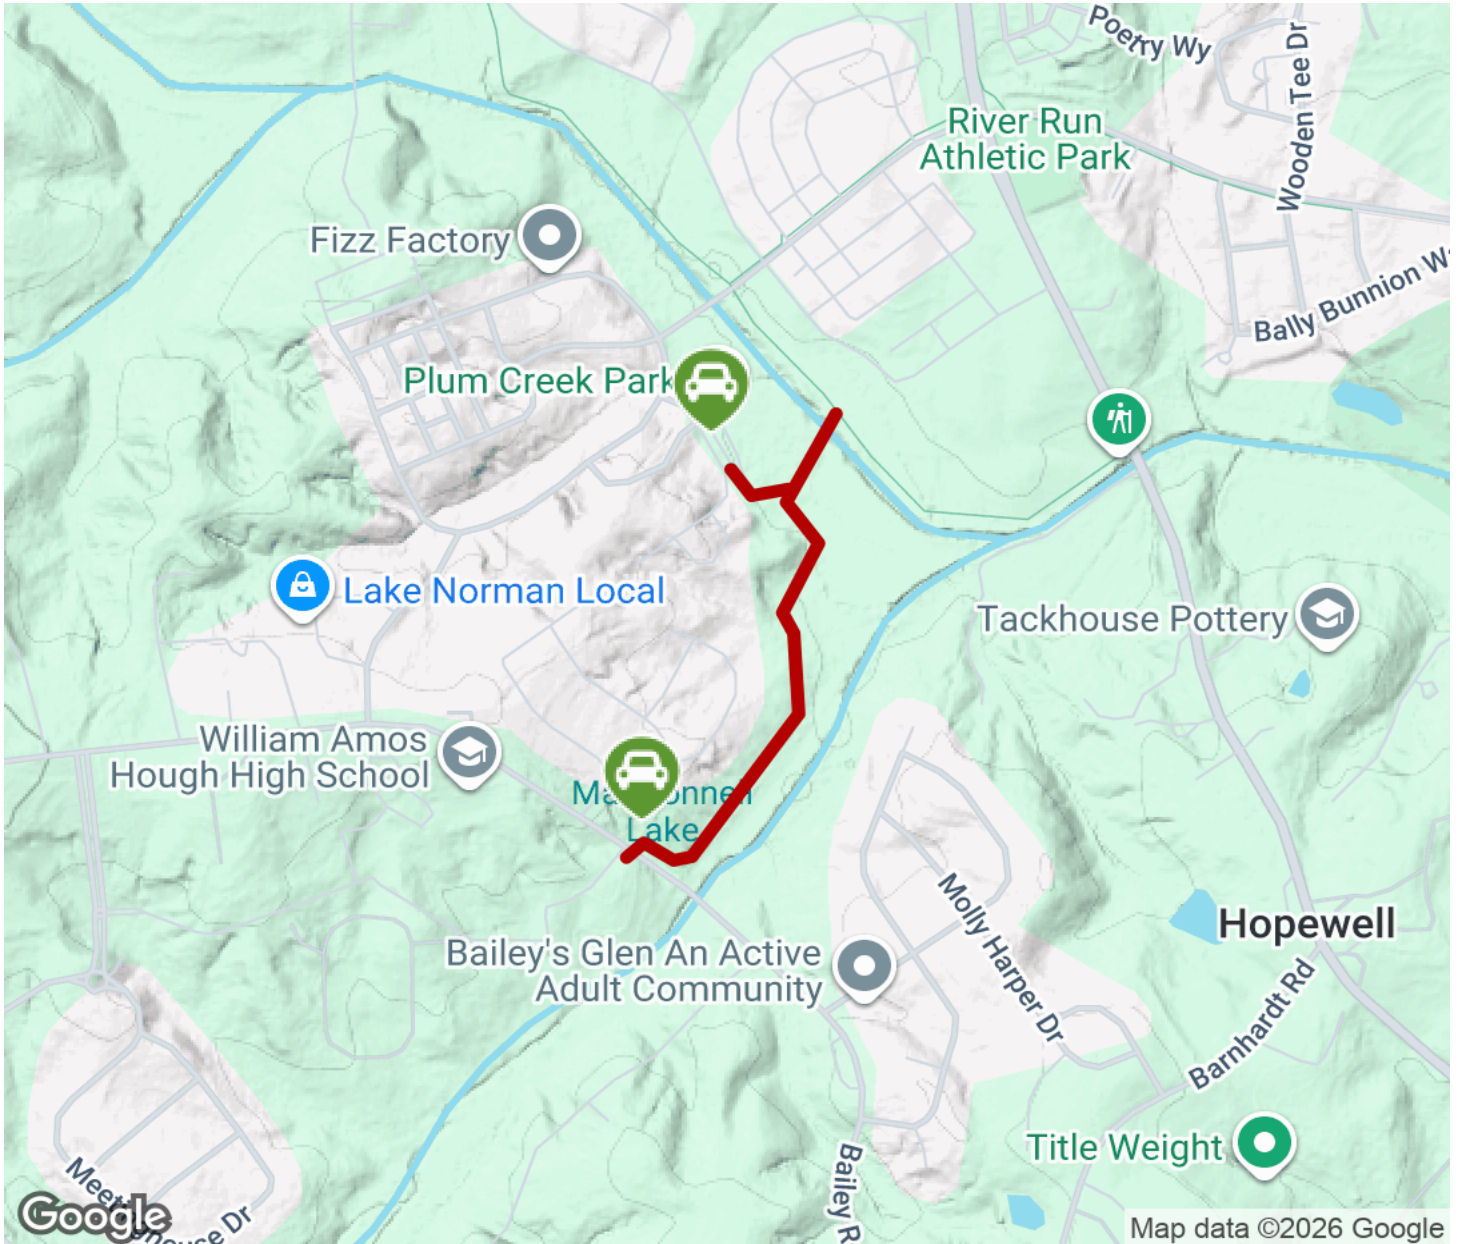 Poetry Wy
Wooden Tee Dr
River Run
Athletic Park
Fizz Factory
Bally Bunnion
Plum Creek Park
Lake Norman Local
Tackhouse Pottery
William Amos
Hough High School
Lake
Molly Harper Dr
Hopewell
Bailey's Glen An Active
Adult Community
Barnhardt Rd
Title Weight
Bailey R
Dr
Google
Map data ©2026 Google